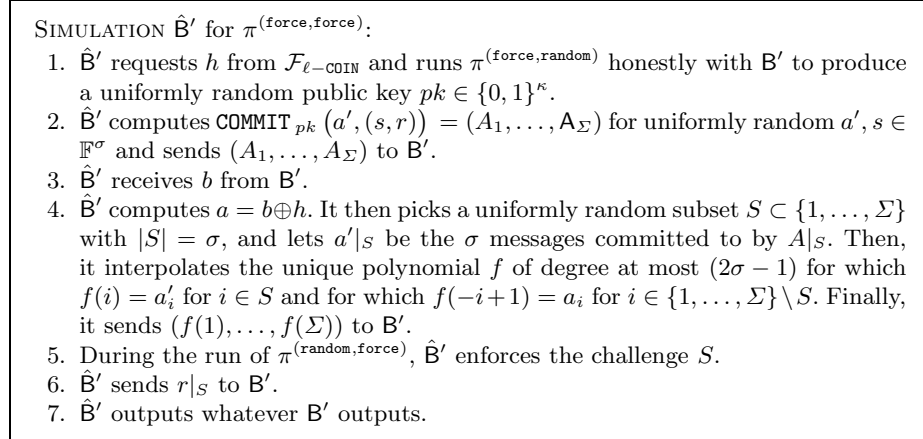 SIMULATION B̂′ for π^(force,force):
1. B̂′ requests h from F_ℓ−COIN and runs π^(force,random) honestly with B′ to produce
a uniformly random public key pk ∈ {0, 1}^κ.
2. B̂′ computes COMMIT_pk (a′, (s, r)) = (A_1, . . . , A_Σ) for uniformly random a′, s ∈
𝔽^σ and sends (A_1, . . . , A_Σ) to B′.
3. B̂′ receives b from B′.
4. B̂′ computes a = b⊕h. It then picks a uniformly random subset S ⊂ {1, . . . , Σ}
with |S| = σ, and lets a′|_S be the σ messages committed to by A|_S. Then,
it interpolates the unique polynomial f of degree at most (2σ − 1) for which
f(i) = a′_i for i ∈ S and for which f(−i+1) = a_i for i ∈ {1, . . . , Σ}\S. Finally,
it sends (f(1), . . . , f(Σ)) to B′.
5. During the run of π^(random,force), B̂′ enforces the challenge S.
6. B̂′ sends r|_S to B′.
7. B̂′ outputs whatever B′ outputs.